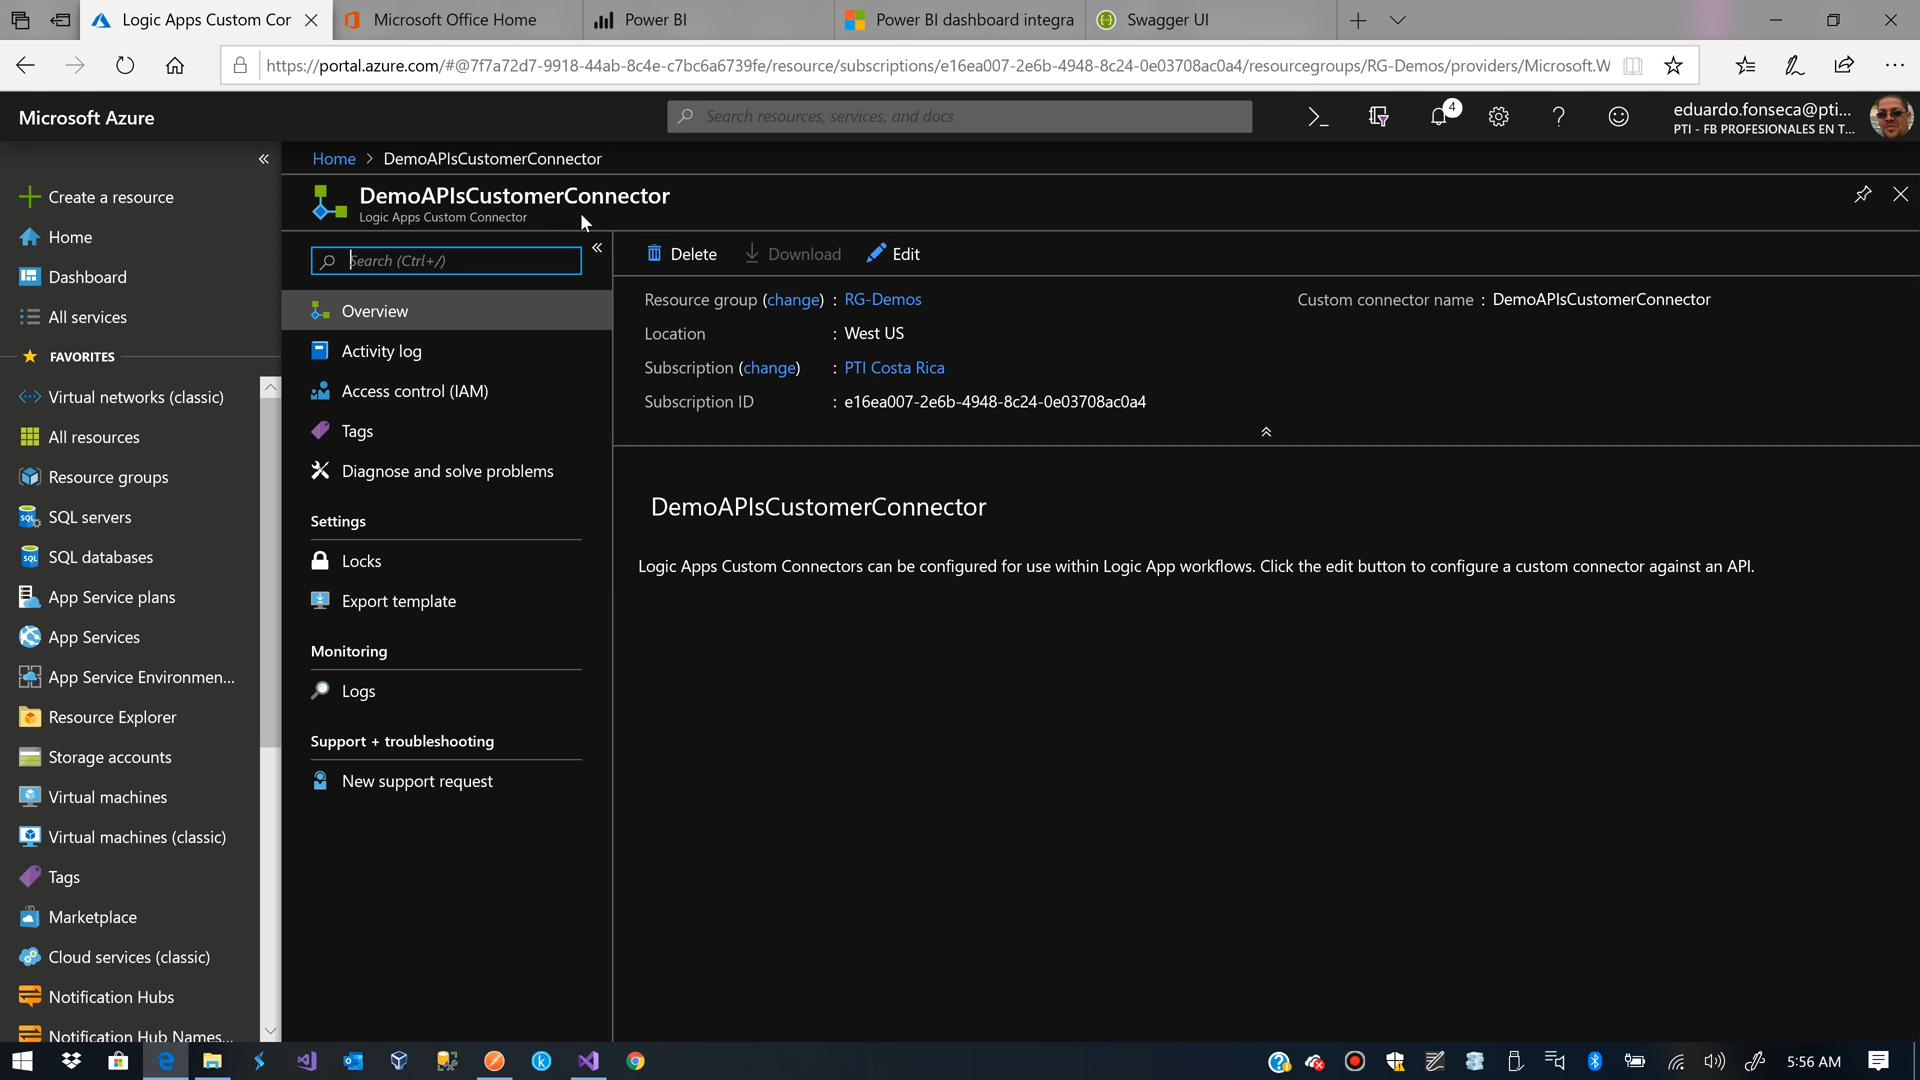 Logic Apps Custom Cor
Microsoft Office Home
Power BI
Power BI dashboard integra
Swagger UI
https://portal.azure.com/#@7f7a72d7-9918-44ab-8c4e-c7bc6a6739fe/resource/subscriptions/e16ea007-2e6b-4948-8c24-0e03708ac0a4/resourcegroups/RG-Demos/providers/Microsoft.W
Microsoft Azure
Search resources, services, and docs
4
eduardo.fonseca@pti...
PTI - FB PROFESIONALES EN T...
Home > DemoAPIsCustomerConnector
DemoAPIsCustomerConnector
Logic Apps Custom Connector
Create a resource
Home
Dashboard
All services
FAVORITES
Virtual networks (classic)
All resources
Resource groups
SQL servers
SQL databases
App Service plans
App Services
App Service Environmen...
Resource Explorer
Storage accounts
Virtual machines
Virtual machines (classic)
Tags
Marketplace
Cloud services (classic)
Notification Hubs
Notification Hub Names...
Search (Ctrl+/)
Overview
Activity log
Access control (IAM)
Tags
Diagnose and solve problems
Settings
Locks
Export template
Monitoring
Logs
Support + troubleshooting
New support request
Delete
Download
Edit
Resource group (change) : RG-Demos
Location : West US
Subscription (change) : PTI Costa Rica
Subscription ID : e16ea007-2e6b-4948-8c24-0e03708ac0a4
Custom connector name : DemoAPIsCustomerConnector
DemoAPIsCustomerConnector
Logic Apps Custom Connectors can be configured for use within Logic App workflows. Click the edit button to configure a custom connector against an API.
5:56 AM